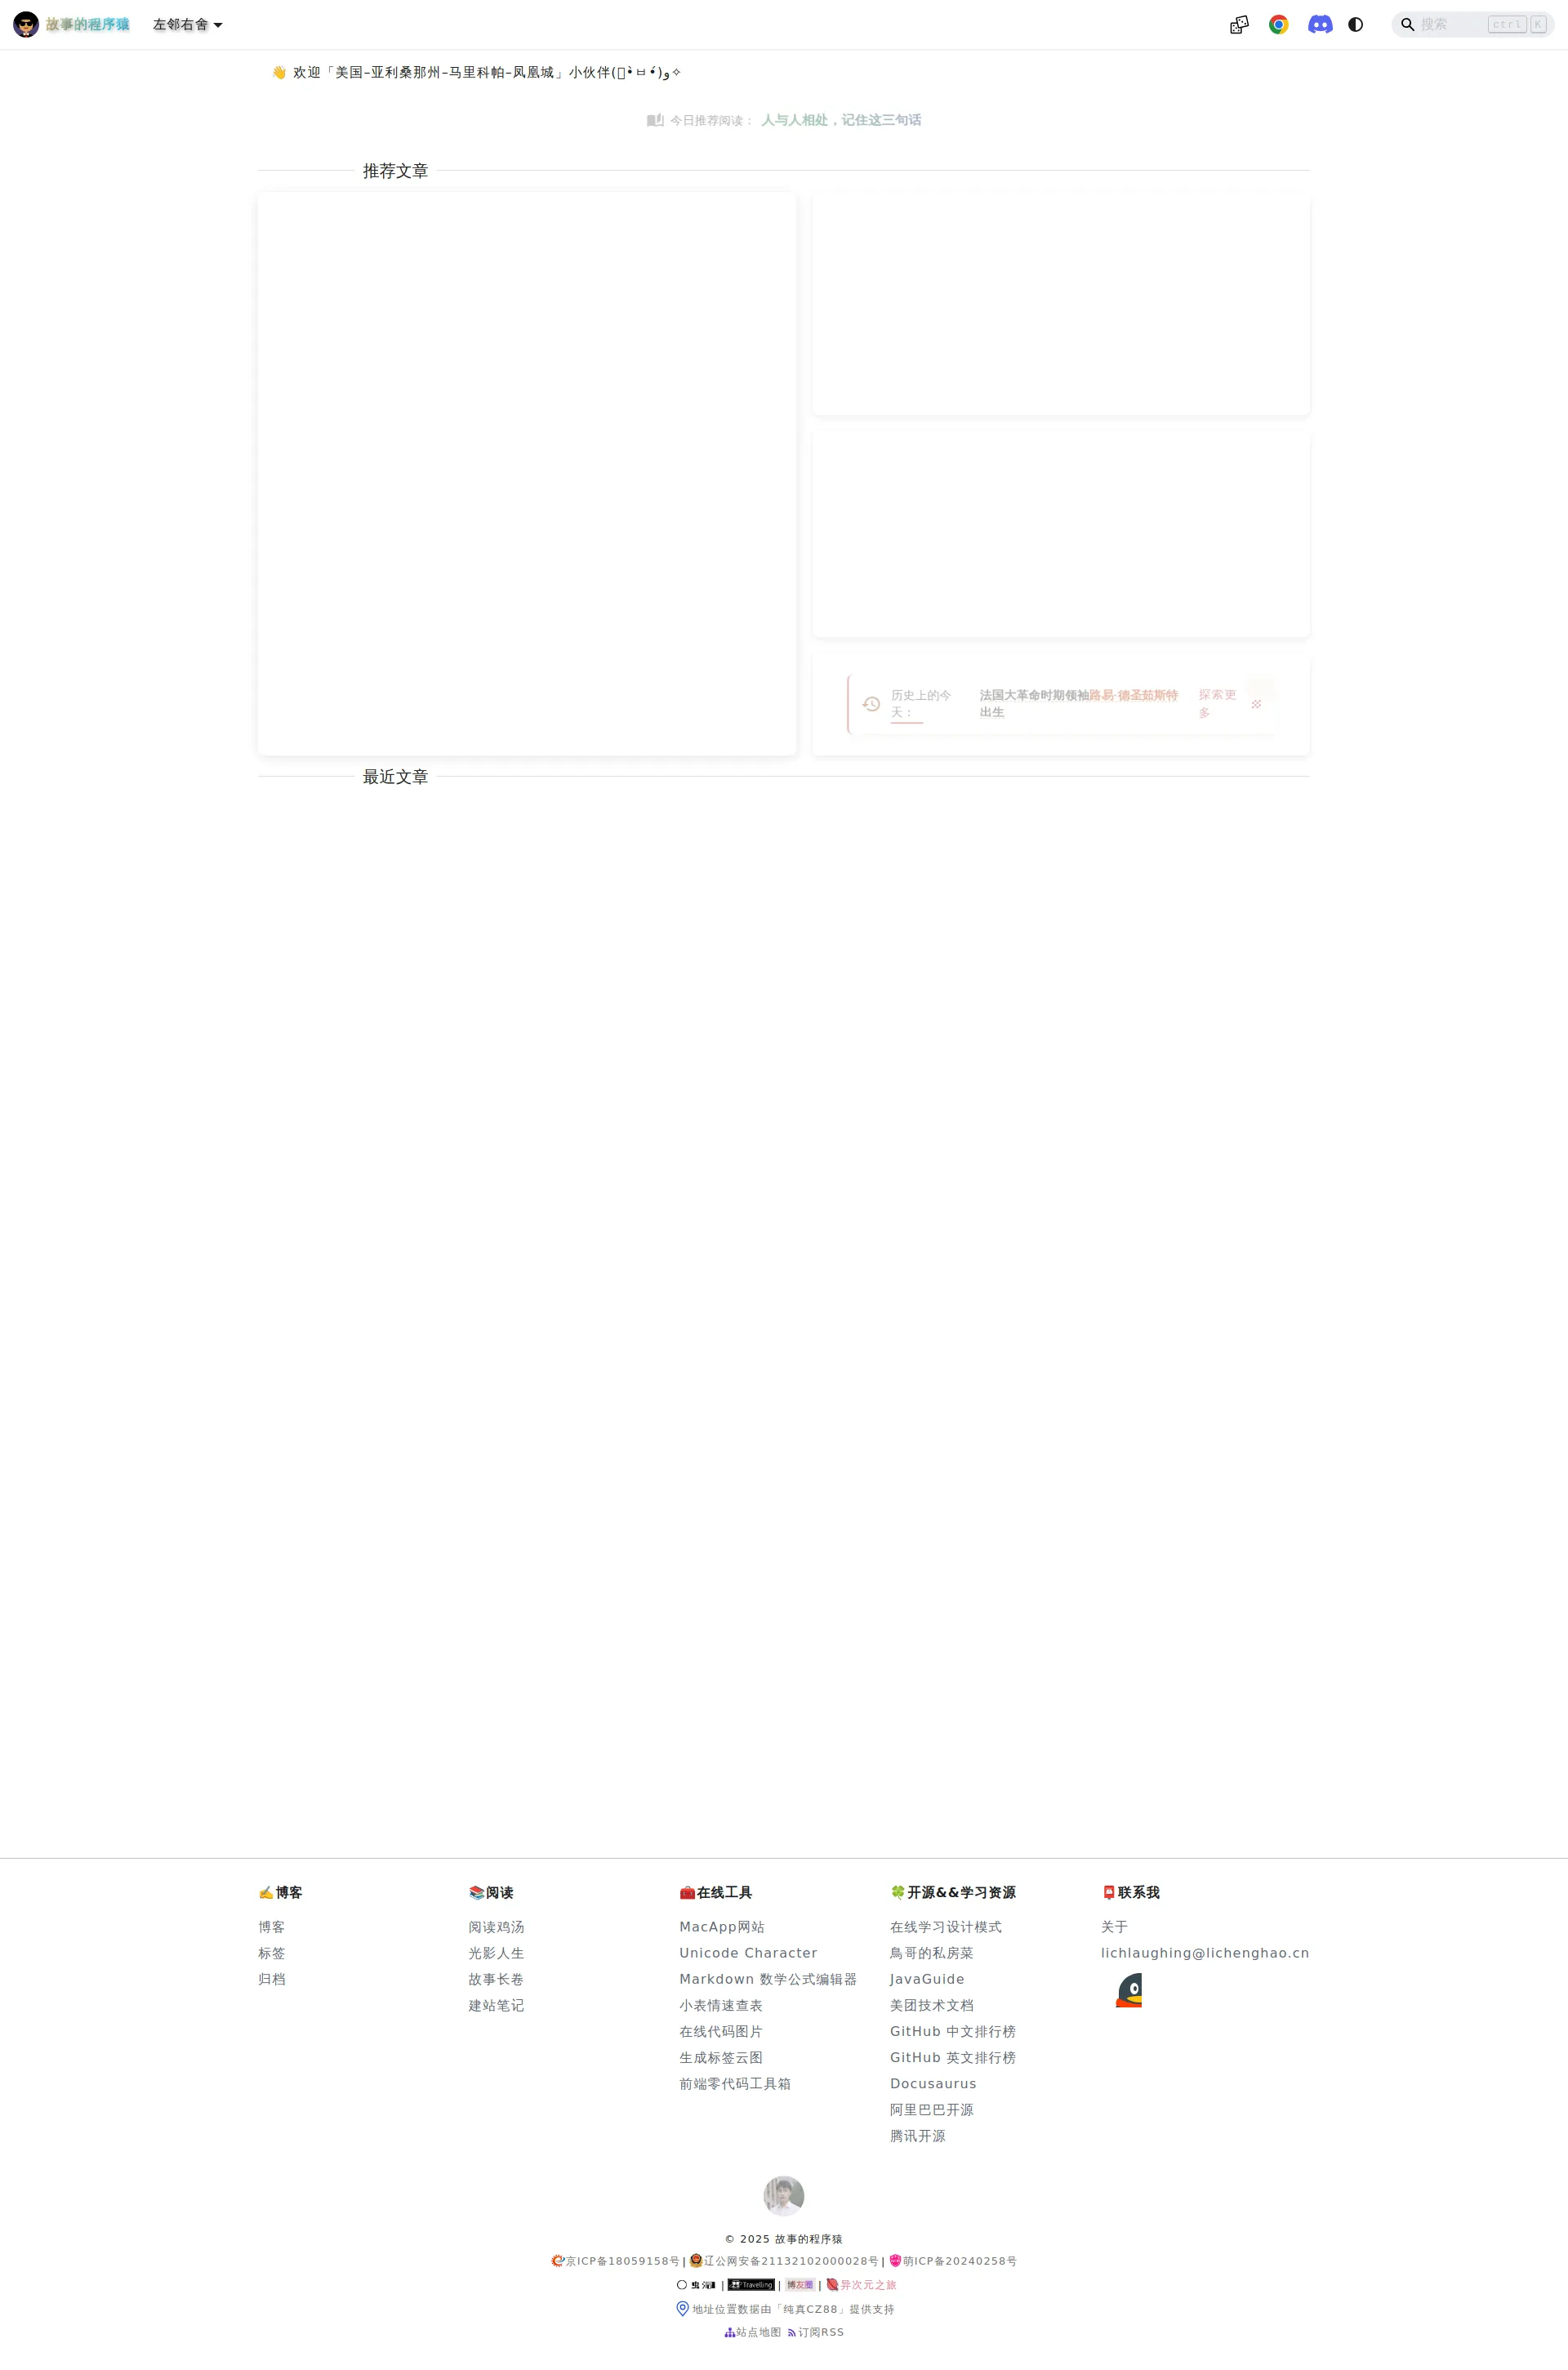 故事的程序猿 左邻右舍 搜索 ctrl K
👋 欢迎「美国–亚利桑那州–马里科帕–凤凰城」小伙伴(๑•̀ㅂ•́)و✧
今日推荐阅读： 人与人相处，记住这三句话
推荐文章
历史上的今天：
法国大革命时期领袖路易·德圣茹斯特
出生
探索更多
最近文章
✍️博客
博客
标签
归档
📚阅读
阅读鸡汤
光影人生
故事长卷
建站笔记
🧰在线工具
MacApp网站
Unicode Character
Markdown 数学公式编辑器
小表情速查表
在线代码图片
生成标签云图
前端零代码工具箱
🍀开源&&学习资源
在线学习设计模式
鳥哥的私房菜
JavaGuide
美团技术文档
GitHub 中文排行榜
GitHub 英文排行榜
Docusaurus
阿里巴巴开源
腾讯开源
📮联系我
关于
lichlaughing@lichenghao.cn
© 2025 故事的程序猿
京ICP备18059158号 | 辽公网安备21132102000028号 | 萌ICP备20240258号
| Travelling | 博友圈 | 异次元之旅
地址位置数据由「纯真CZ88」提供支持
站点地图 订阅RSS